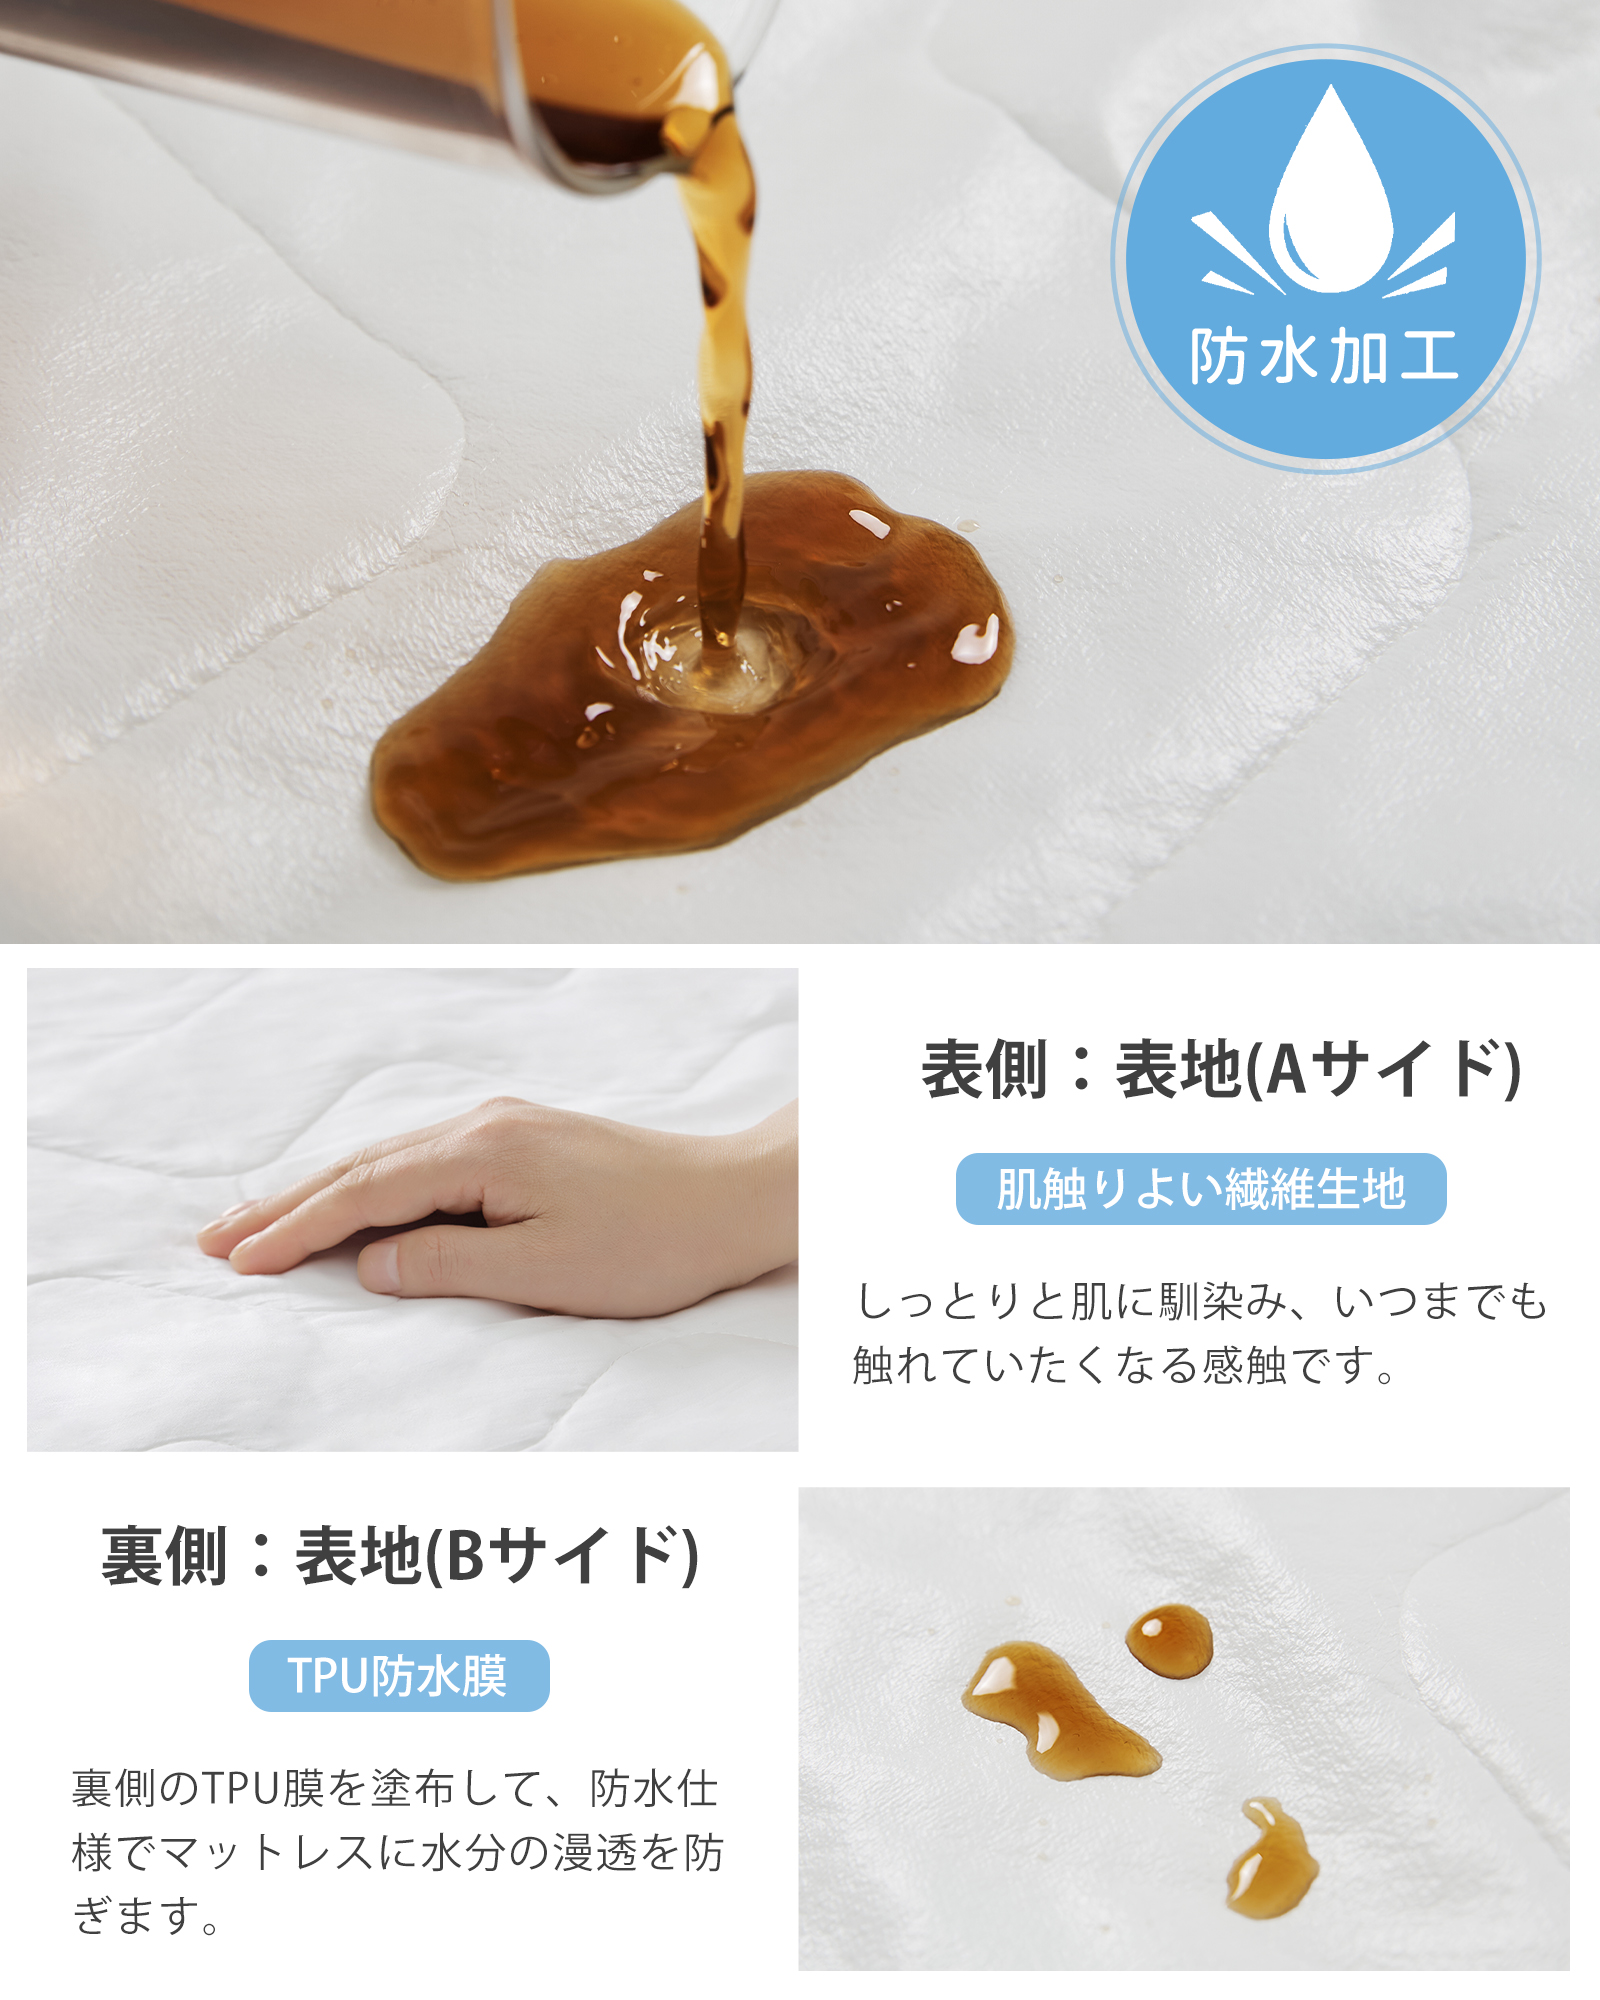 防水加工
表側：表地(Aサイド)
肌触りよい繊維生地
しっとりと肌に馴染み、いつまでも
触れていたくなる感触です。
裏側：表地(Bサイド)
TPU防水膜
裏側のTPU膜を塗布して、防水仕
様でマットレスに水分の漫透を防
ぎます。